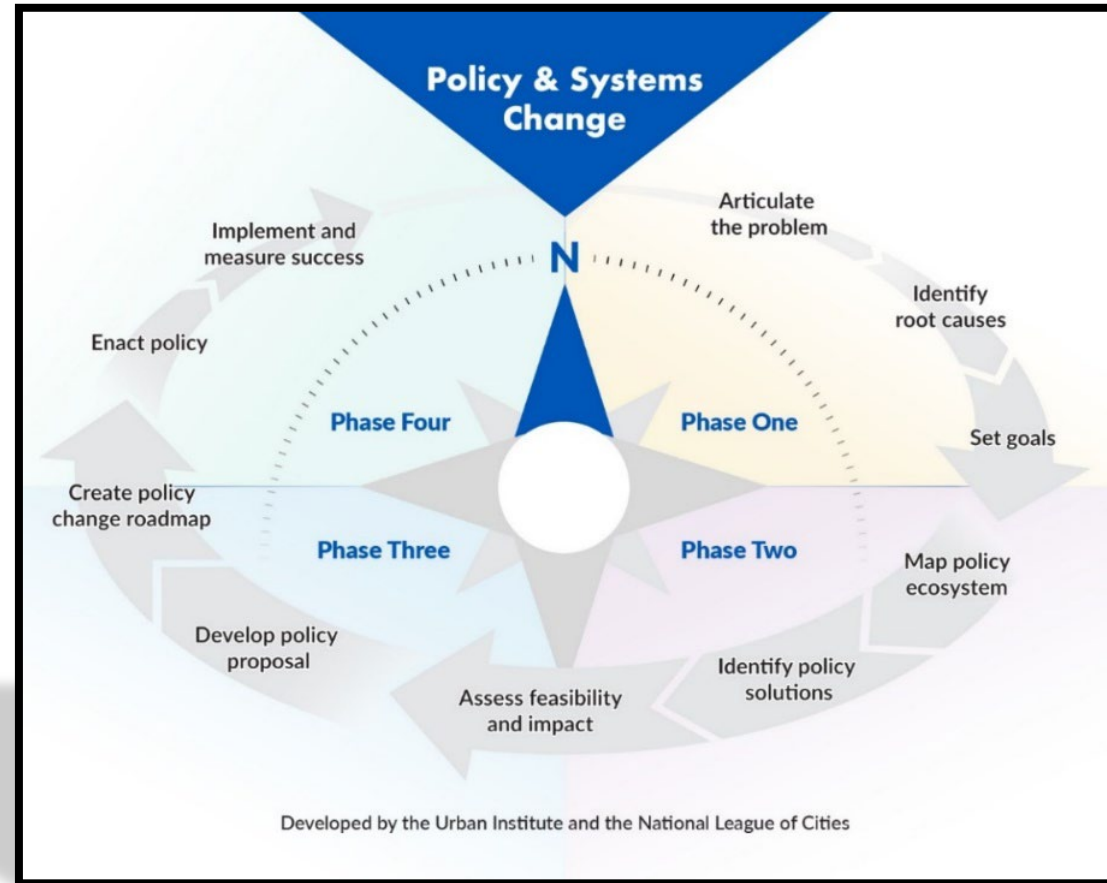 Policy & Systems
Change
N
Articulate
the problem
Identify
root causes
Set goals
Phase One
Phase Two
Map policy
ecosystem
Identify policy
solutions
Assess feasibility
and impact
Phase Three
Develop policy
proposal
Create policy
change roadmap
Phase Four
Enact policy
Implement and
measure success
Developed by the Urban Institute and the National League of Cities